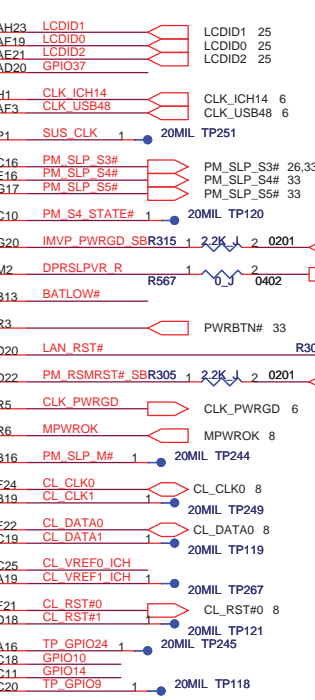 AH23 LCDID1 LCDID1 25
AF19 LCDID0 LCDID0 25
AE21 LCDID2 LCDID2 25
AD20 GPIO37
H1 CLK_ICH14 CLK_ICH14 6
AF3 CLK_USB48 CLK_USB48 6
P1 SUS_CLK 1 20MIL TP251
C16 PM_SLP_S3# PM_SLP_S3# 26,33
E16 PM_SLP_S4# PM_SLP_S4# 33
G17 PM_SLP_S5# PM_SLP_S5# 33
C10 PM_S4_STATE# 1 20MIL TP120
G20 IMVP_PWRGD_SB R315 1 2.2K_J 2 0201
M2 DPRSLPVR_R 1 2
R567 0_J 0402
B13 BATLOW#
R3 PWRBTN# 33
D20 LAN_RST# R30
D22 PM_RSMRST#_SB R305 1 2.2K_J 2 0201
R5 CLK_PWRGD CLK_PWRGD 6
R6 MPWROK MPWROK 8
B16 PM_SLP_M# 1 20MIL TP244
F24 CL_CLK0 CL_CLK0 8
B19 CL_CLK1 1 20MIL TP249
F22 CL_DATA0 CL_DATA0 8
C19 CL_DATA1 1 20MIL TP119
C25 CL_VREF0_ICH
A19 CL_VREF1_ICH 1 20MIL TP267
F21 CL_RST#0 CL_RST#0 8
D18 CL_RST#1 1 20MIL TP121
A16 TP_GPIO24 1 20MIL TP245
C18 GPIO10
C11 GPIO14
C20 TP_GPIO9 1 20MIL TP118